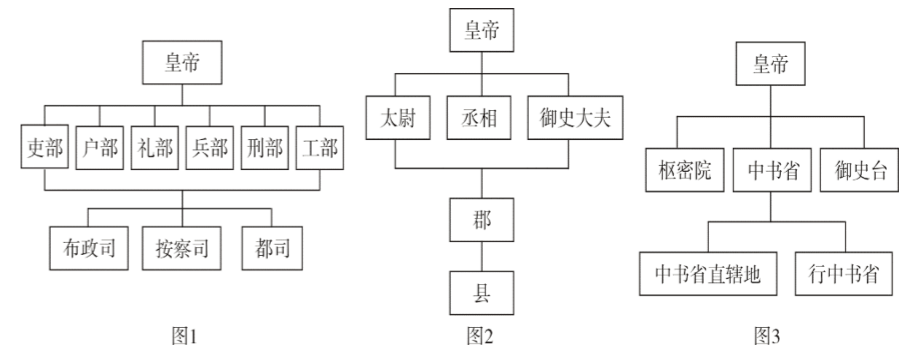 皇帝
吏部 户部 礼部 兵部 刑部 工部
布政司 按察司 都司
图1
皇帝
太尉 丞相 御史大夫
郡
县
图2
皇帝
枢密院 中书省 御史台
中书省直辖地 行中书省
图3